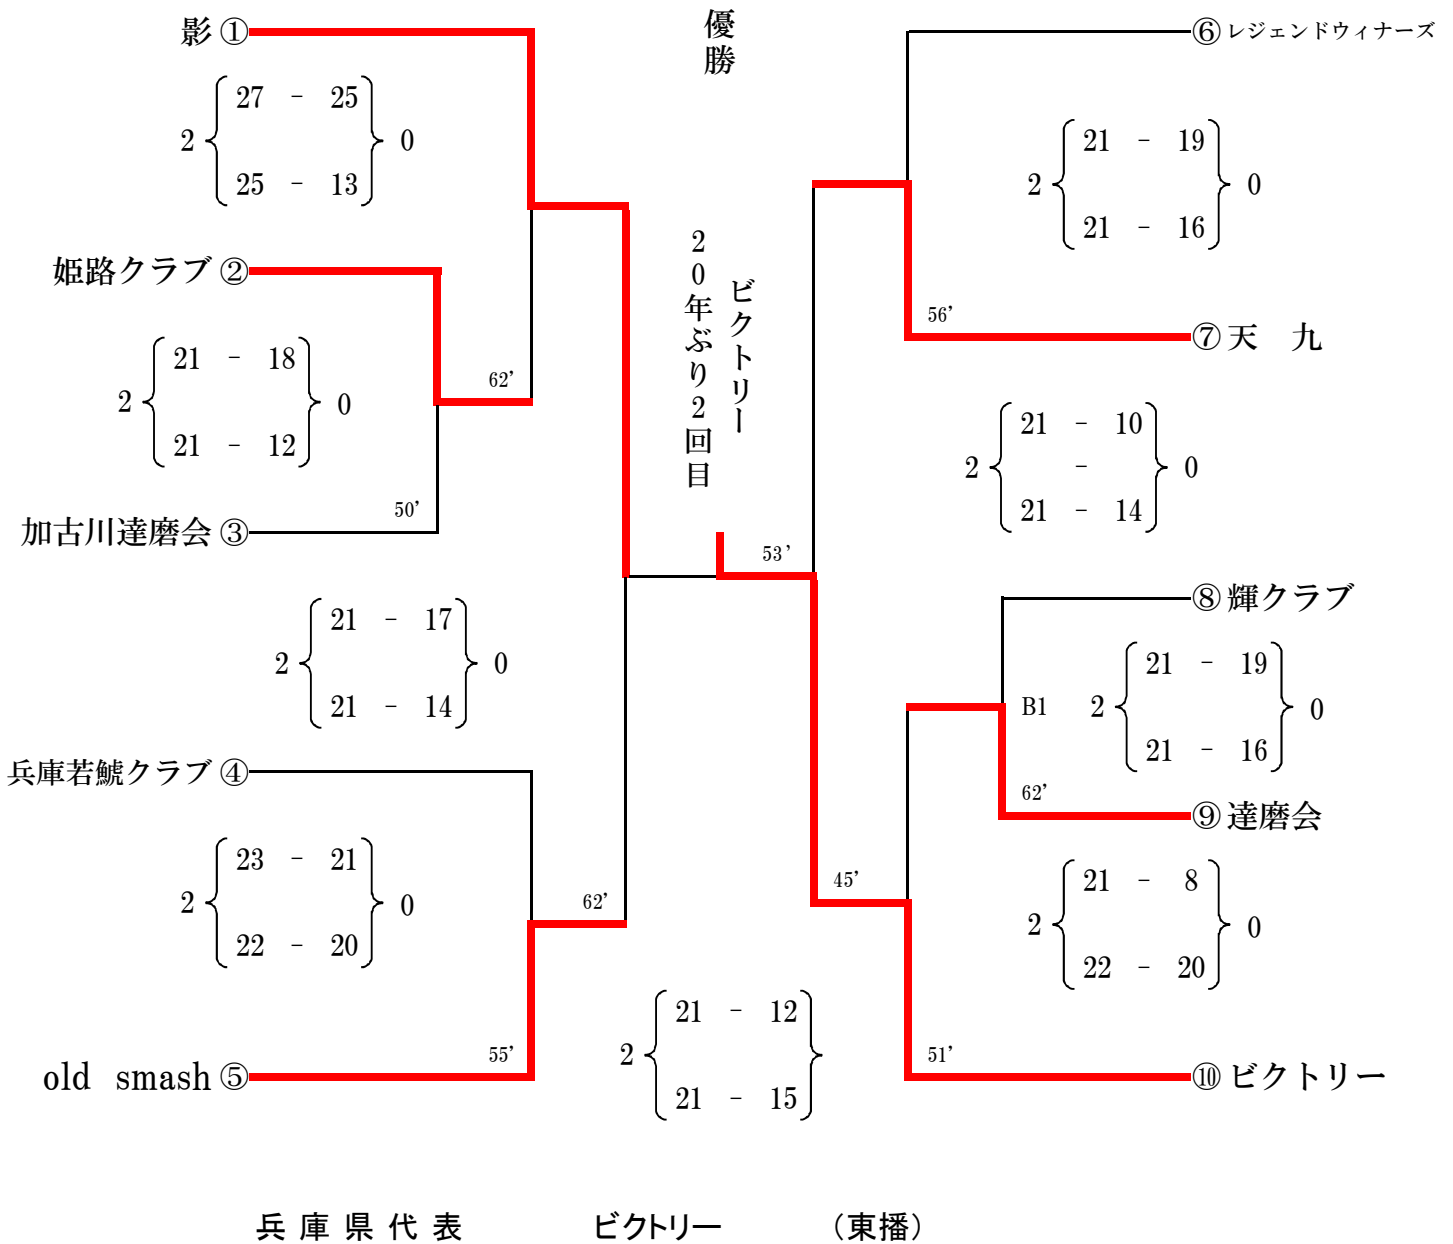 優勝
ビクトリー
20年ぶり2回目
影 ①
27 - 25
2 0
25 - 13
姫路クラブ ②
21 - 18
2 0
21 - 12
62’
加古川達磨会 ③
50’
21 - 17
2 0
21 - 14
兵庫若鯱クラブ ④
23 - 21
2 0
22 - 20
62’
old smash ⑤
55’
⑥ レジェンドウィナーズ
21 - 19
2 0
21 - 16
56’
⑦ 天 九
21 - 10
2 - 0
21 - 14
53’
⑧ 輝クラブ
21 - 19
B1 2 0
21 - 16
62’
⑨ 達磨会
45’
21 - 8
2 0
22 - 20
51’
⑩ ビクトリー
21 - 12
2
21 - 15
兵庫県代表 ビクトリー （東播）